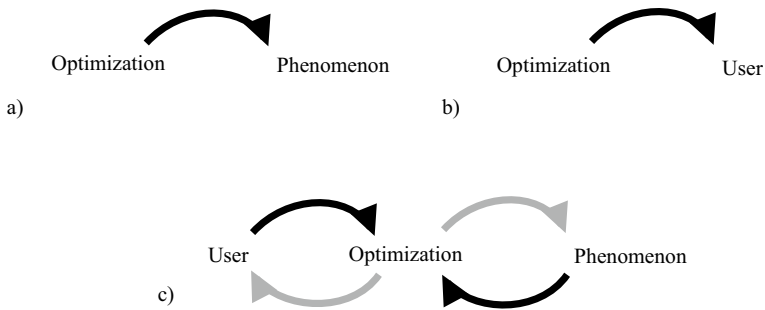 Optimization Phenomenon
a)
Optimization User
b)
User Optimization Phenomenon
c)